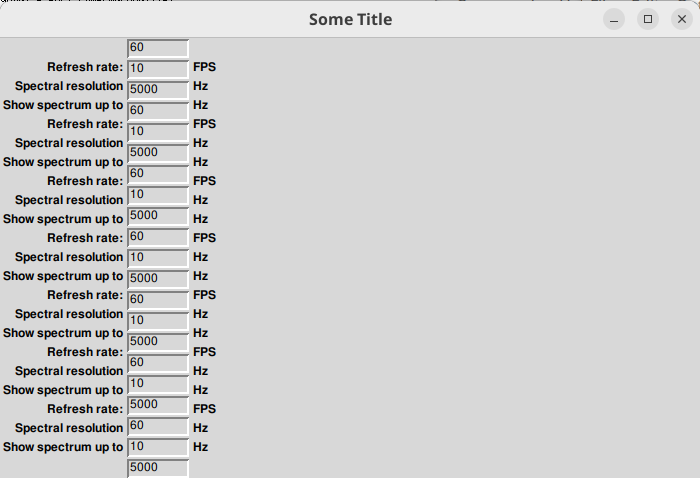 Some Title
60
Refresh rate: 10 FPS
Spectral resolution 5000 Hz
Show spectrum up to 60 Hz
Refresh rate: 10 FPS
Spectral resolution 5000 Hz
Show spectrum up to Hz
Refresh rate: 60 FPS
Spectral resolution 10 Hz
Show spectrum up to 5000 Hz
Refresh rate: 60 FPS
Spectral resolution 10 Hz
Show spectrum up to 5000 Hz
Refresh rate: 60 FPS
Spectral resolution 10 Hz
Show spectrum up to 5000 Hz
Refresh rate: FPS
Spectral resolution 60 Hz
Show spectrum up to 10 Hz
Refresh rate: 5000 FPS
Spectral resolution 60 Hz
Show spectrum up to 10 Hz
5000